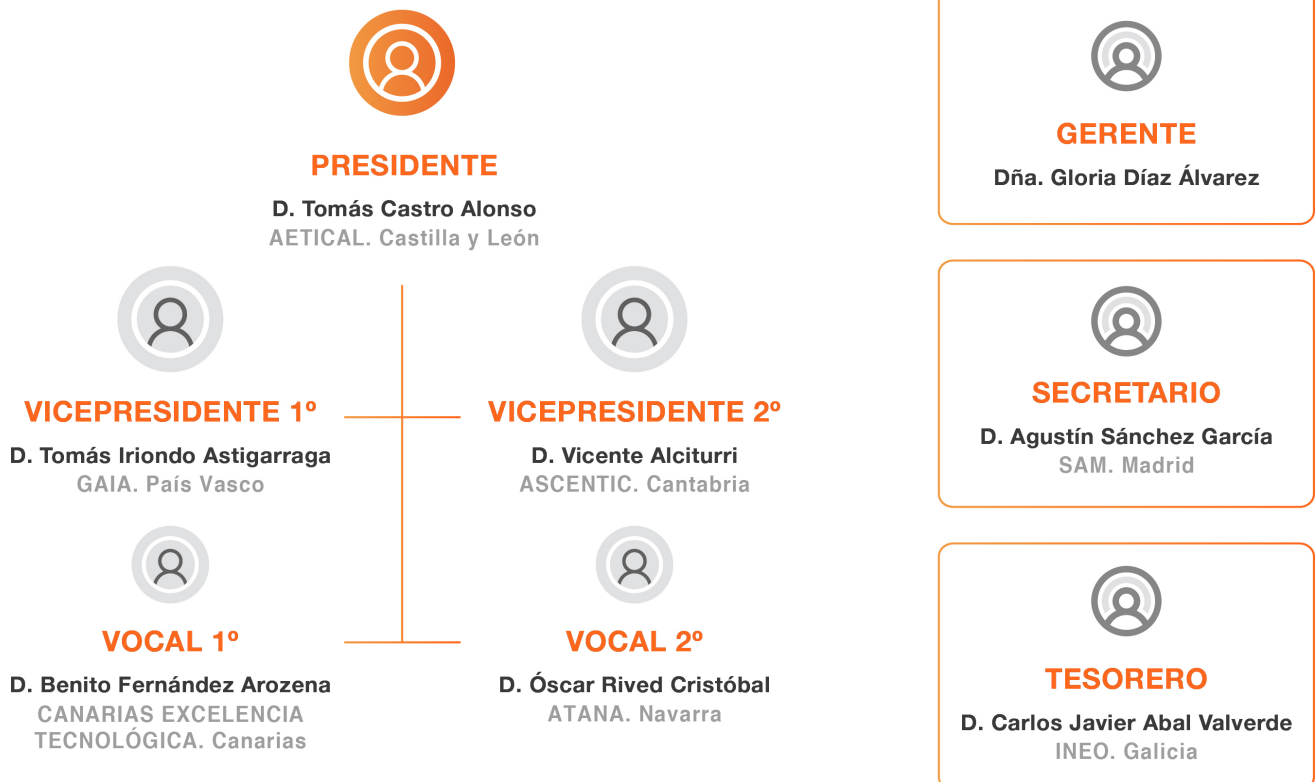 PRESIDENTE
D. Tomás Castro Alonso
AETICAL. Castilla y León
VICEPRESIDENTE 1º
D. Tomás Iriondo Astigarraga
GAIA. País Vasco
VICEPRESIDENTE 2º
D. Vicente Alciturri
ASCENTIC. Cantabria
VOCAL 1º
D. Benito Fernández Arozena
CANARIAS EXCELENCIA
TECNOLÓGICA. Canarias
VOCAL 2º
D. Óscar Rived Cristóbal
ATANA. Navarra
GERENTE
Dña. Gloria Díaz Álvarez
SECRETARIO
D. Agustín Sánchez García
SAM. Madrid
TESORERO
D. Carlos Javier Abal Valverde
INEO. Galicia